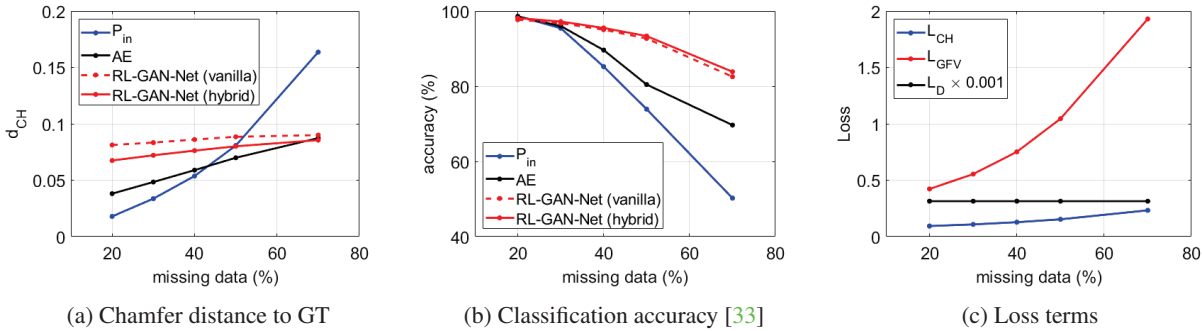 0.2
0.15
0.1
0.05
0
d_CH
P_in
AE
RL-GAN-Net (vanilla)
RL-GAN-Net (hybrid)
20 40 60 80
missing data (%)
(a) Chamfer distance to GT
100
80
60
40
accuracy (%)
P_in
AE
RL-GAN-Net (vanilla)
RL-GAN-Net (hybrid)
20 40 60 80
missing data (%)
(b) Classification accuracy [33]
2
1.5
1
0.5
0
Loss
L_CH
L_GFV
L_D × 0.001
20 40 60 80
missing data (%)
(c) Loss terms